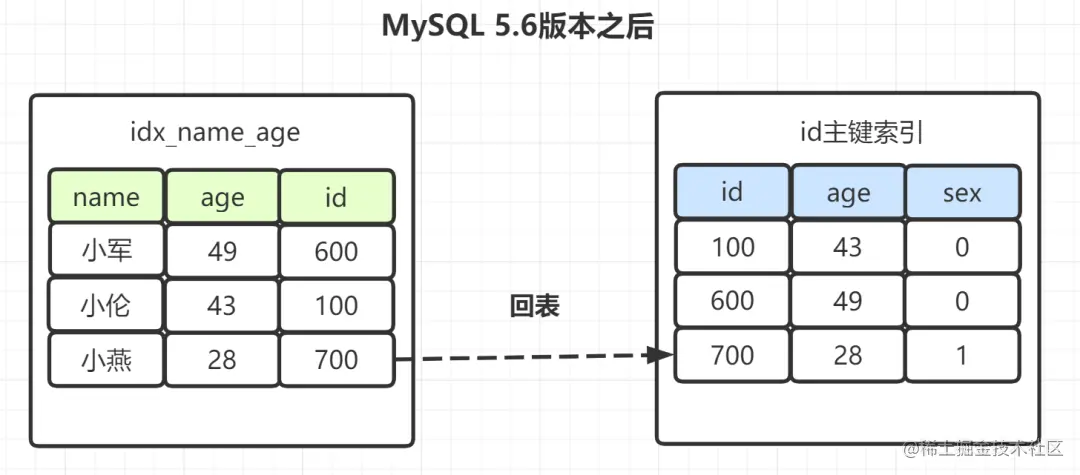 MySQL 5.6版本之后
idx_name_age
name age id
小军 49 600
小伦 43 100
小燕 28 700
回表
id主键索引
id age sex
100 43 0
600 49 0
700 28 1
@稀土掘金技术社区